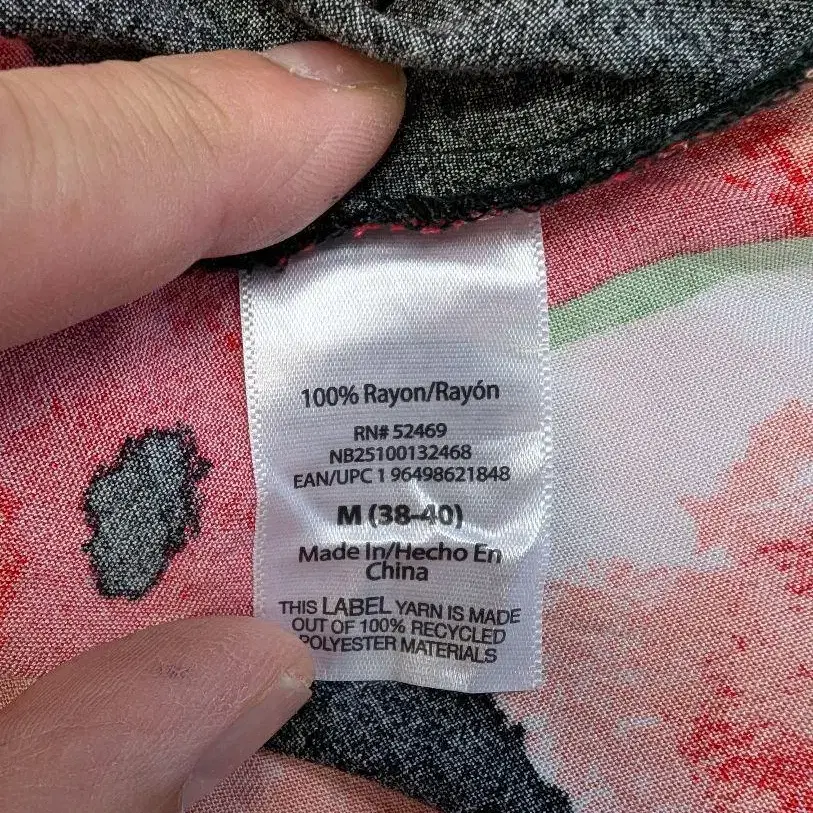 100% Rayon/Rayón
RN# 52469
NB25100132468
EAN/UPC 1 96498621848
M (38-40)
Made In/Hecho En
China
THIS LABEL YARN IS MADE
OUT OF 100% RECYCLED
POLYESTER MATERIALS